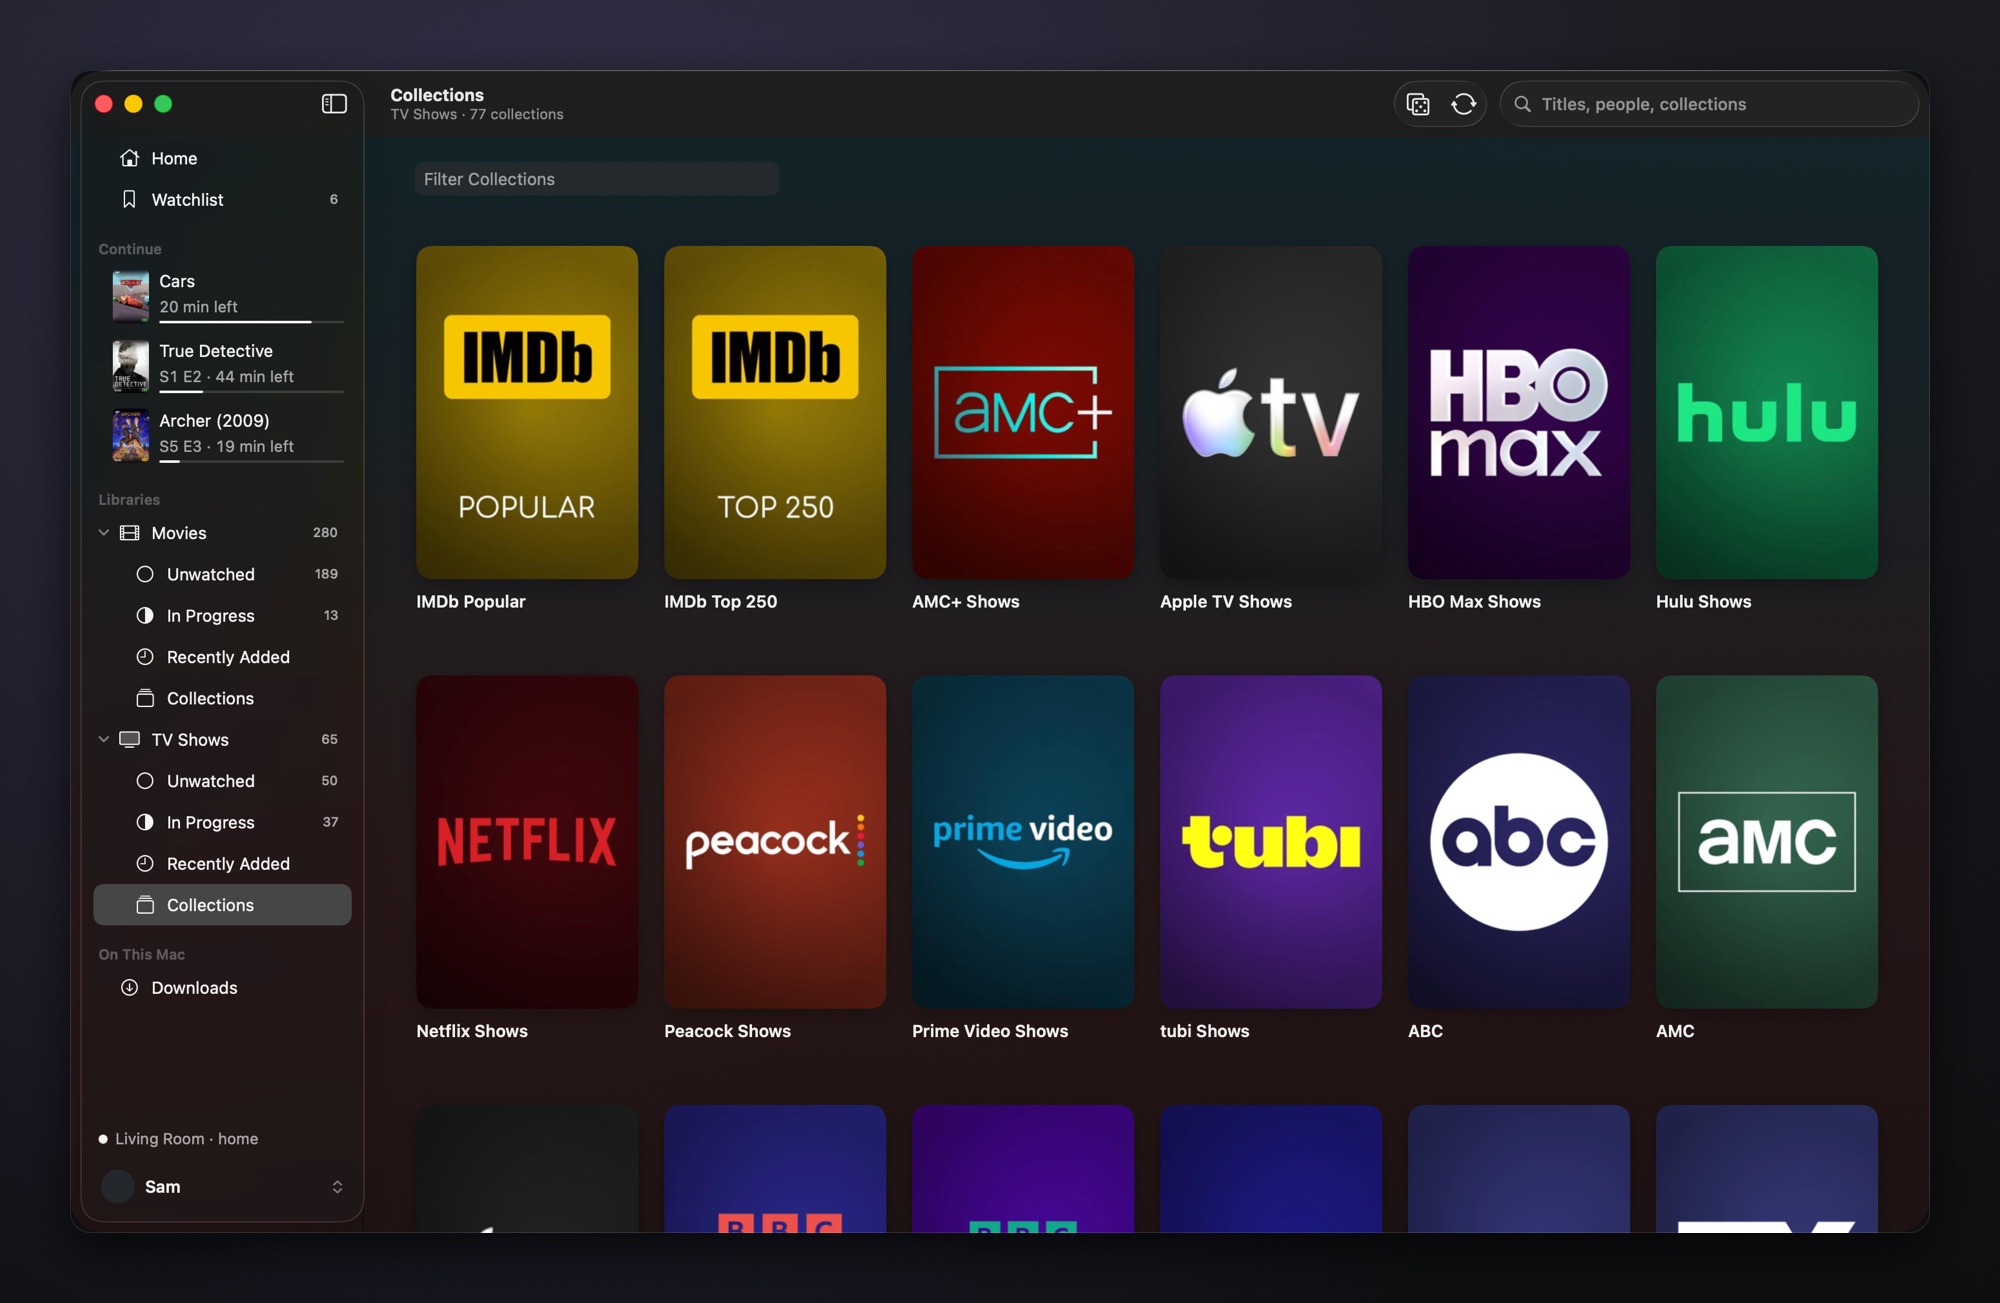 Collections
TV Shows · 77 collections
Titles, people, collections
Home
Watchlist 6
Continue
Cars
20 min left
True Detective
S1 E2 · 44 min left
Archer (2009)
S5 E3 · 19 min left
Libraries
Movies 280
Unwatched 189
In Progress 13
Recently Added
Collections
TV Shows 65
Unwatched 50
In Progress 37
Recently Added
Collections
On This Mac
Downloads
Living Room · home
Sam
Filter Collections
IMDb
POPULAR
IMDb
TOP 250
aMC+
tv
HBO
max
hulu
IMDb Popular
IMDb Top 250
AMC+ Shows
Apple TV Shows
HBO Max Shows
Hulu Shows
NETFLIX
peacock
prime video
tubi
abc
aMC
Netflix Shows
Peacock Shows
Prime Video Shows
tubi Shows
ABC
AMC
BBC
BBC